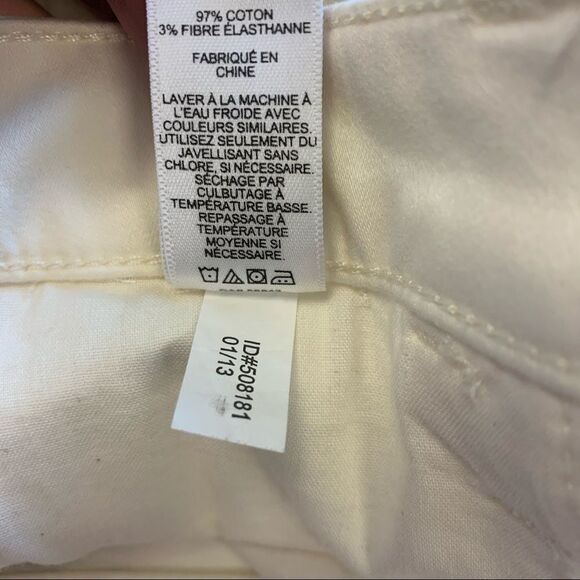 97% COTON
3% FIBRE ÉLASTHANNE
FABRIQUÉ EN
CHINE
LAVER À LA MACHINE À
L'EAU FROIDE AVEC
COULEURS SIMILAIRES.
UTILISEZ SEULEMENT DU
JAVELLISANT SANS
CHLORE, SI NÉCESSAIRE.
SÉCHAGE PAR
CULBUTAGE À
TEMPÉRATURE BASSE.
REPASSAGE À
TEMPÉRATURE
MOYENNE SI
NÉCESSAIRE.
ID#508181
01/13